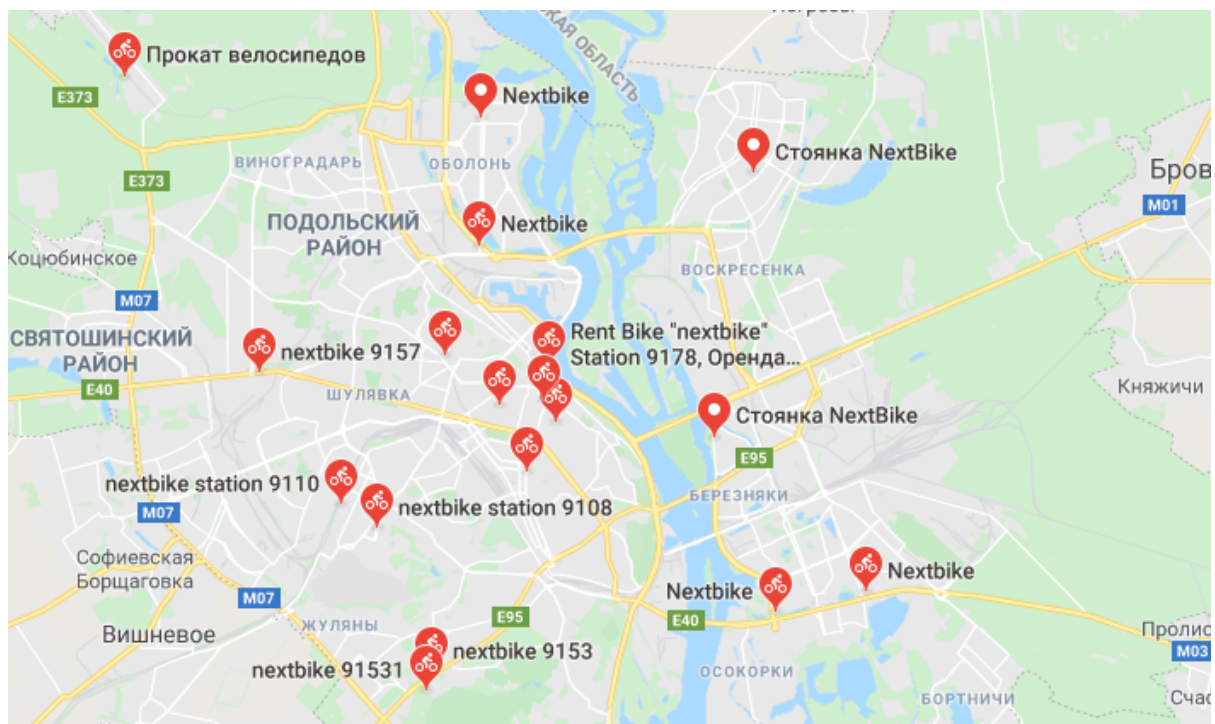 КАЯ ОБЛАСТЬ
Прокат велосипедов
E373
Nextbike
ВИНОГРАДАРЬ
ОБОЛОНЬ
Стоянка NextBike
Бров
E373
M01
ПОДОЛЬСКИЙ
РАЙОН
Nextbike
Коцюбинское
ВОСКРЕСЕНКА
M07
СВЯТОШИНСКИЙ
РАЙОН
nextbike 9157
Rent Bike "nextbike"
Station 9178, Оренда...
E40
ШУЛЯВКА
Княжичи
Стоянка NextBike
E95
nextbike station 9110
nextbike station 9108
БЕРЕЗНЯКИ
M07
Софиевская
Борщаговка
Nextbike
Nextbike
M07
E95
E40
ЖУЛЯНЫ
Вишневое
Пролис
nextbike 9153
M03
nextbike 91531
ОСОКОРКИ
БОРТНИЧИ
Счас